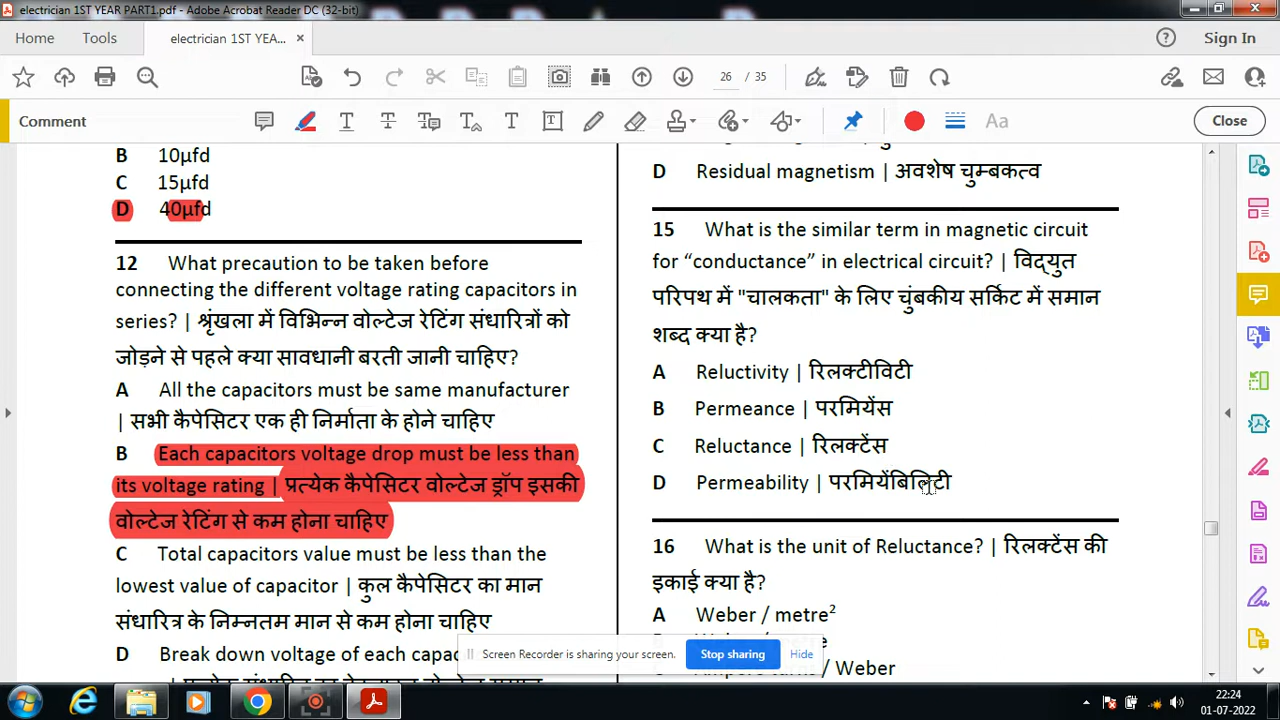 electrician 1ST YEAR PART1.pdf - Adobe Acrobat Reader DC (32-bit)
Home Tools electrician 1ST YEA... × Sign In
26 / 35
Comment Aa Close
B 10µfd
C 15µfd
D 40µfd
12 What precaution to be taken before
connecting the different voltage rating capacitors in
series? | श्रृंखला में विभिन्न वोल्टेज रेटिंग संधारित्रों को
जोड़ने से पहले क्या सावधानी बरती जानी चाहिए?
A All the capacitors must be same manufacturer
| सभी कैपेसिटर एक ही निर्माता के होने चाहिए
B Each capacitors voltage drop must be less than
its voltage rating | प्रत्येक कैपेसिटर वोल्टेज ड्रॉप इसकी
वोल्टेज रेटिंग से कम होना चाहिए
C Total capacitors value must be less than the
lowest value of capacitor | कुल कैपेसिटर का मान
संधारित्र के निम्नतम मान से कम होना चाहिए
D Break down voltage of each
D Residual magnetism | अवशेष चुम्बकत्व
15 What is the similar term in magnetic circuit
for “conductance” in electrical circuit? | विद्युत
परिपथ में "चालकता" के लिए चुंबकीय सर्किट में समान
शब्द क्या है?
A Reluctivity | रिलक्टीविटी
B Permeance | परमियेंस
C Reluctance | रिलक्टेंस
D Permeability | परमियेंबिलिटी
16 What is the unit of Reluctance? | रिलक्टेंस की
इकाई क्या है?
A Weber / metre²
/ Weber
Screen Recorder is sharing your screen. Stop sharing Hide
22:24
01-07-2022